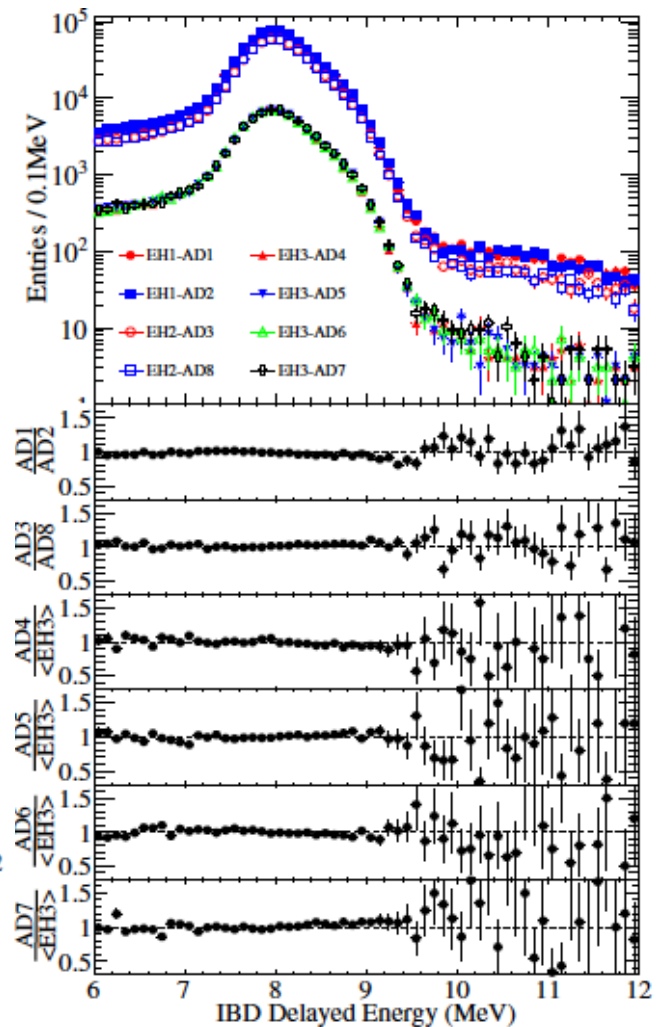 10^5
10^4
10^3
10^2
10
Entries / 0.1MeV
EH1-AD1 EH3-AD4
EH1-AD2 EH3-AD5
EH2-AD3 EH3-AD6
EH2-AD8 EH3-AD7
AD1
AD2
1.5
1
0.5
AD3
AD8
1.5
1
0.5
AD4
<EH3>
1.5
1
0.5
AD5
<EH3>
1.5
1
0.5
AD6
<EH3>
1.5
1
0.5
AD7
<EH3>
1.5
1
0.5
6 7 8 9 10 11 12
IBD Delayed Energy (MeV)